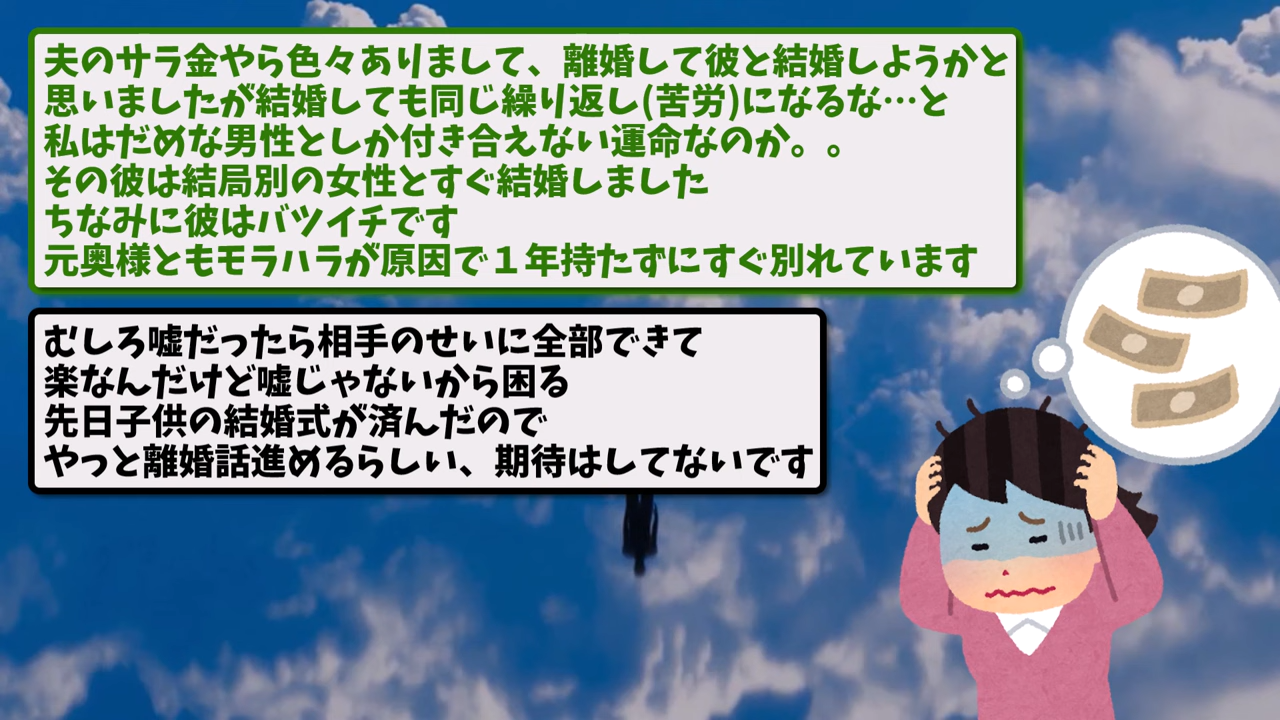 夫のサラ金やら色々ありまして、離婚して彼と結婚しようかと
思いましたが結婚しても同じ繰り返し(苦労)になるな…と
私はだめな男性としか付き合えない運命なのか。。
その彼は結局別の女性とすぐ結婚しました
ちなみに彼はバツイチです
元奥様ともモラハラが原因で１年持たずにすぐ別れています
むしろ嘘だったら相手のせいに全部できて
楽なんだけど嘘じゃないから困る
先日子供の結婚式が済んだので
やっと離婚話進めるらしい、期待はしてないです